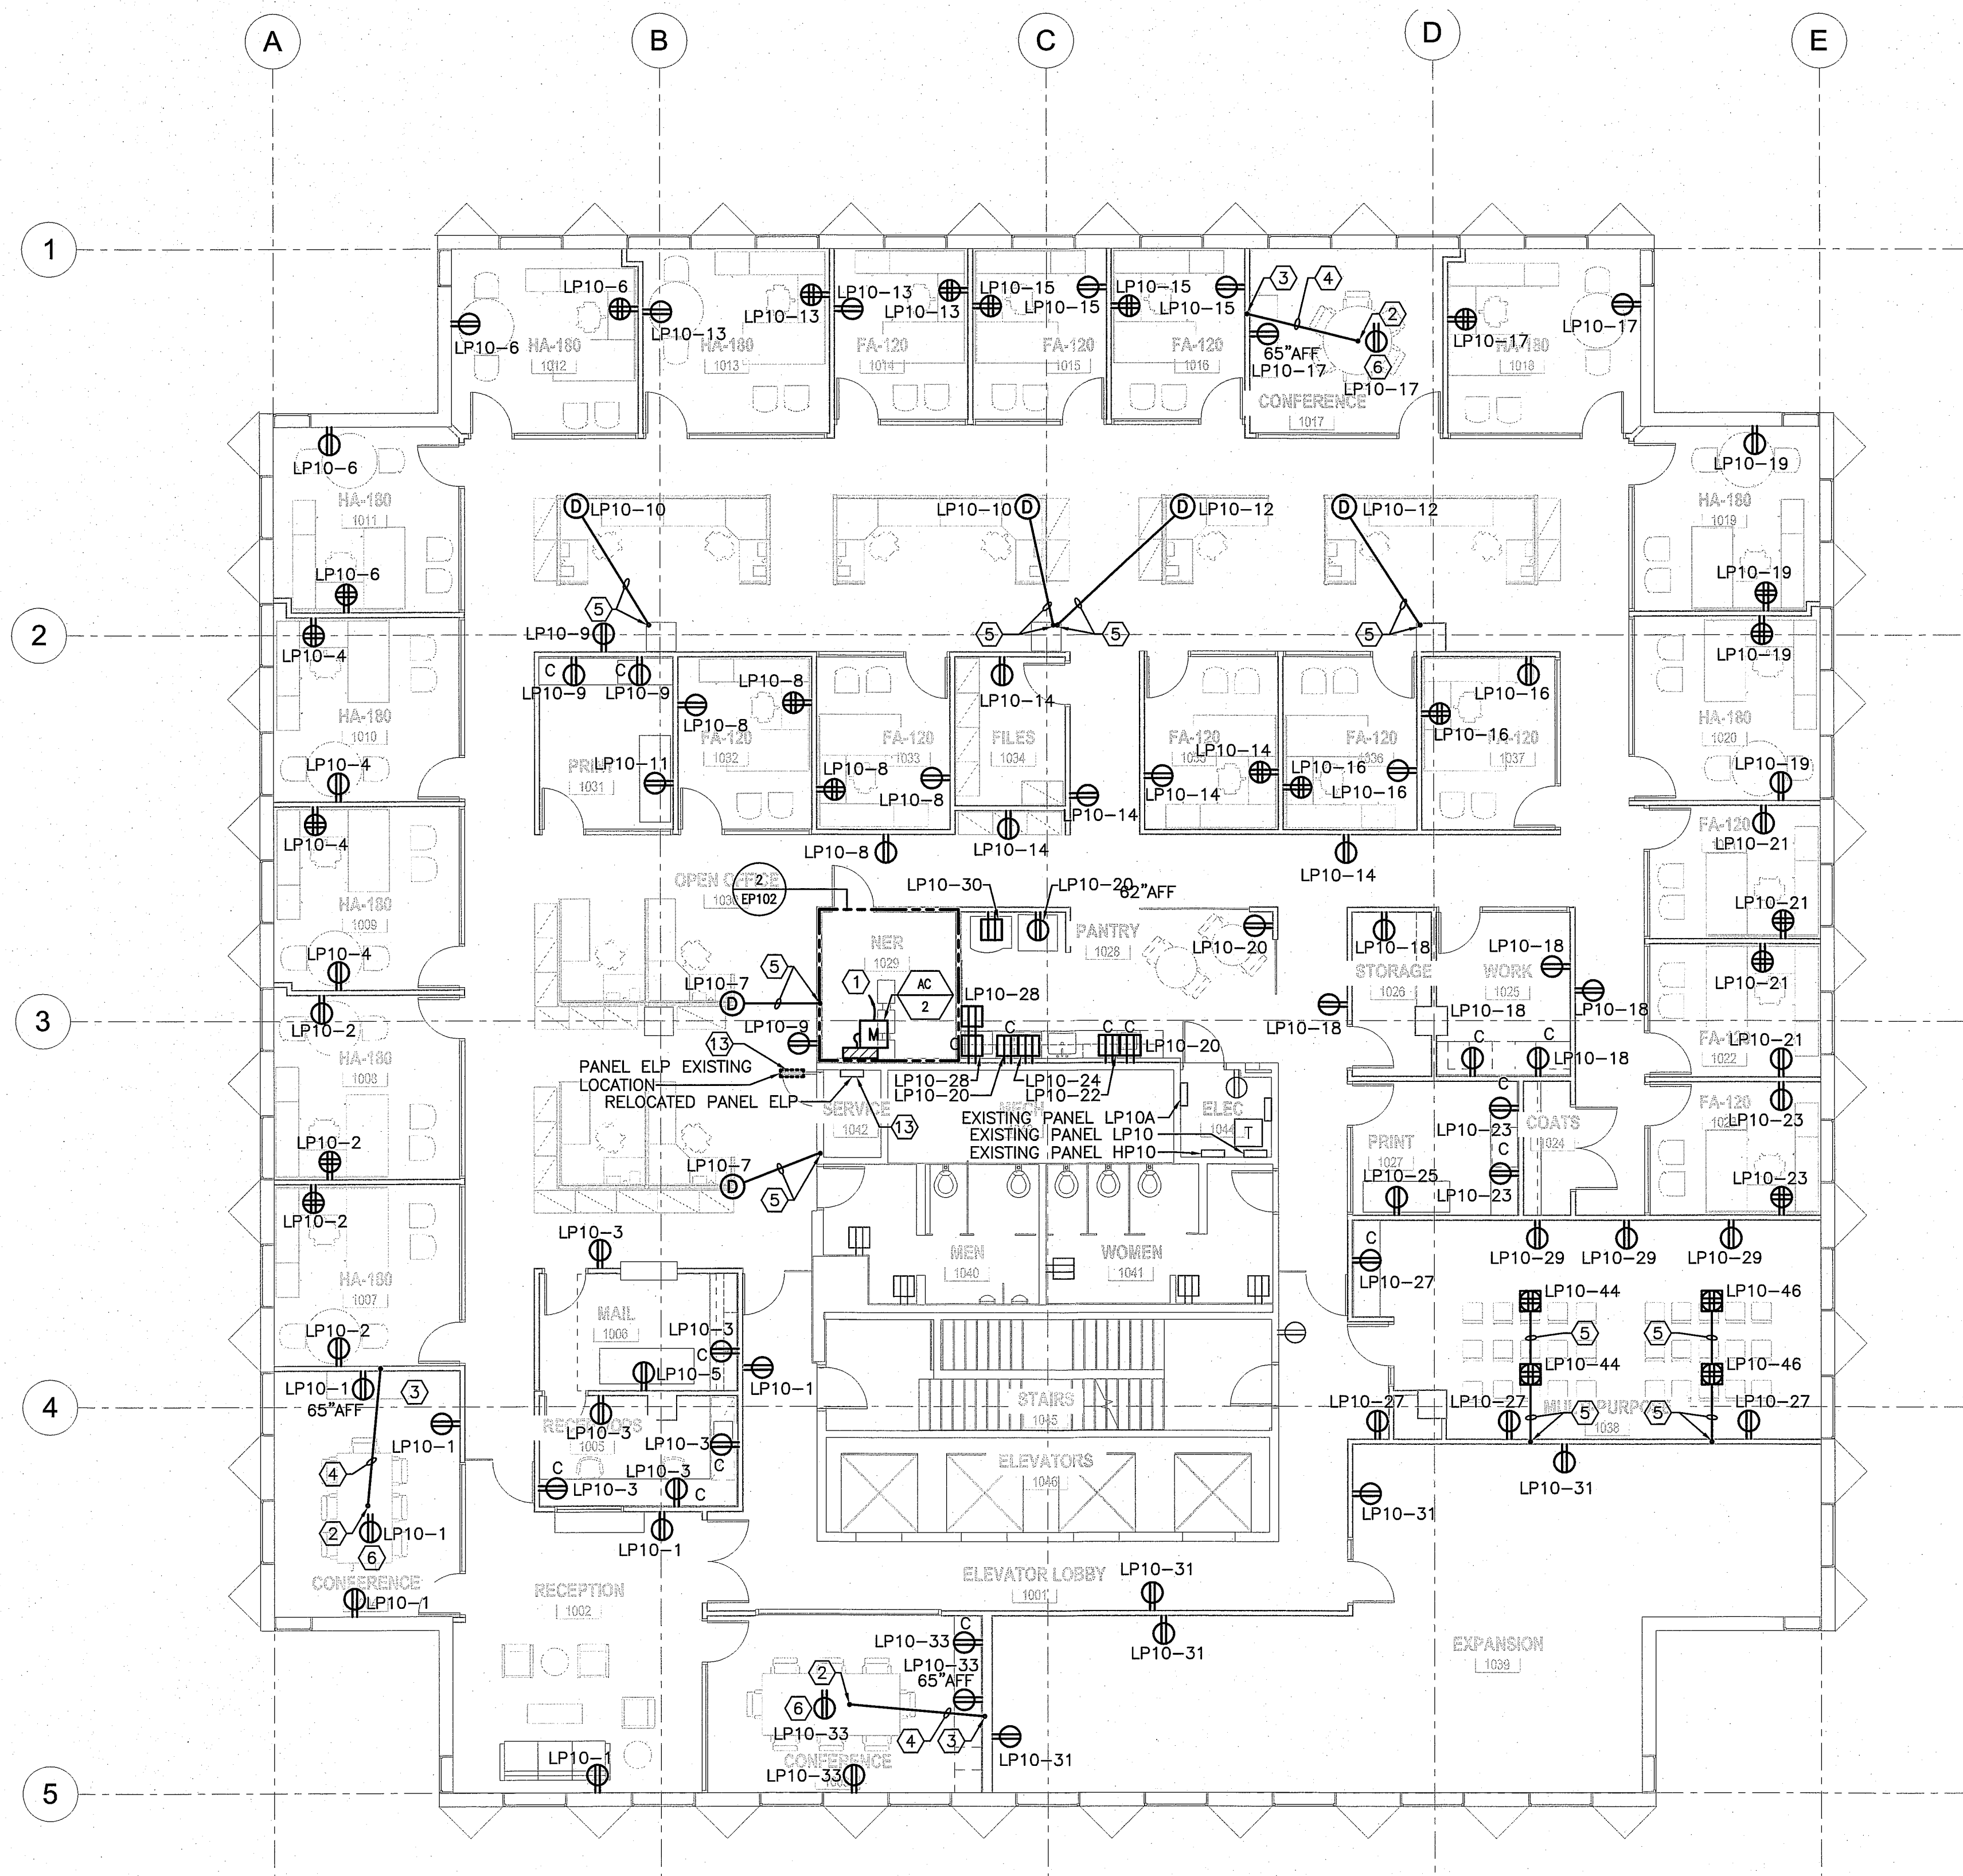 A
B
C
D
E
1
LP10-6
LP10-13
LP10-13
LP10-15
LP10-15
LP10-15
LP10-15
3
4
2
LP10-6
HA-180
1012
LP10-13
HA-180
1013
LP10-13
FA-120
1014
FA-120
1015
FA-120
1016
65"AFF
LP10-17
6
LP10-17
CONFERENCE
1017
LP10-17
LP10-17
HA-180
1018
LP10-6
HA-180
1011
LP10-6
LP10-19
HA-180
1019
LP10-19
D
LP10-10
LP10-10
D
D
LP10-12
D
LP10-12
5
5
5
5
2
LP10-9
LP10-4
HA-180
1010
LP10-4
C
LP10-9
C
LP10-9
LP10-8
LP10-8
FA-120
1032
LP10-11
PRINT
1031
FA-120
1033
LP10-8
LP10-8
LP10-14
FILES
1034
LP10-14
LP10-14
LP10-8
FA-120
1035
LP10-14
LP10-14
FA-120
1036
LP10-16
LP10-16
LP10-16
LP10-16
FA-120
1037
LP10-14
LP10-19
HA-180
1020
LP10-19
LP10-4
HA-180
1009
LP10-4
FA-120
LP10-21
LP10-21
OPEN OFFICE
2
EP102
LP10-30
LP10-20
62"AFF
NER
1029
PANTRY
1028
LP10-20
LP10-18
STORAGE
1026
LP10-18
WORK
1025
LP10-18
LP10-18
LP10-18
LP10-21
FA-120
1022
LP10-21
3
LP10-2
HA-180
1008
LP10-2
5
LP10-7
D
1
AC
2
M
LP10-28
LP10-9
13
C
C
C
C
LP10-20
C
C
LP10-18
PANEL ELP EXISTING
LOCATION
RELOCATED PANEL ELP
LP10-28
LP10-24
LP10-20
LP10-22
SERVICE
1042
13
MECH
EXISTING PANEL LP10A
EXISTING PANEL LP10
EXISTING PANEL HP10
ELEC
1044
T
C
LP10-23
C
LP10-23
COATS
1024
PRINT
1027
LP10-25
FA-120
LP10-23
LP10-23
LP10-7
D
5
LP10-2
HA-180
1007
LP10-2
LP10-3
MEN
1040
WOMEN
1041
C
LP10-27
LP10-29
LP10-29
LP10-29
LP10-44
LP10-46
5
5
LP10-44
LP10-46
MAIL
LP10-3
C
LP10-5
LP10-1
4
LP10-1
65"AFF
3
LP10-1
RECEPTION
1002
LP10-3
1005
LP10-3
C
LP10-3
C
LP10-3
C
STAIRS
1045
LP10-27
LP10-27
5
5
LP10-27
MULTIPURPOSE
1038
ELEVATORS
1046
LP10-31
LP10-31
4
2
LP10-1
6
CONFERENCE
LP10-1
LP10-1
ELEVATOR LOBBY
1001
LP10-31
LP10-31
EXPANSION
1039
C
LP10-33
LP10-33
65"AFF
2
6
LP10-33
4
3
CONFERENCE
LP10-33
LP10-31
LP10-1
5